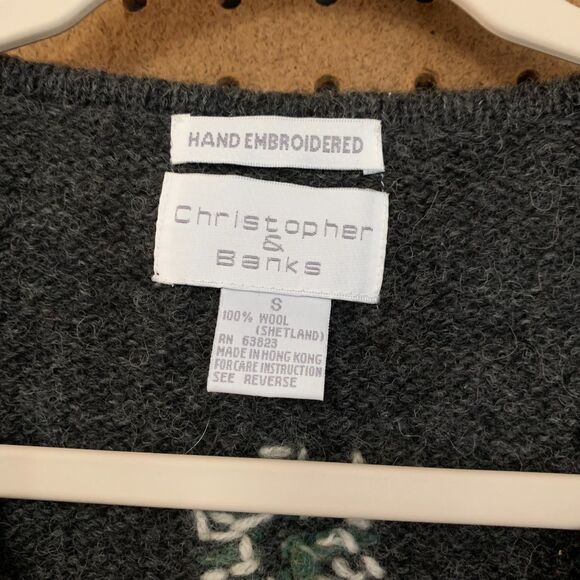 HAND EMBROIDERED
Christopher
&
Banks
S
100% WOOL
(SHETLAND)
RN 63823
MADE IN HONG KONG
FOR CARE INSTRUCTION
SEE REVERSE